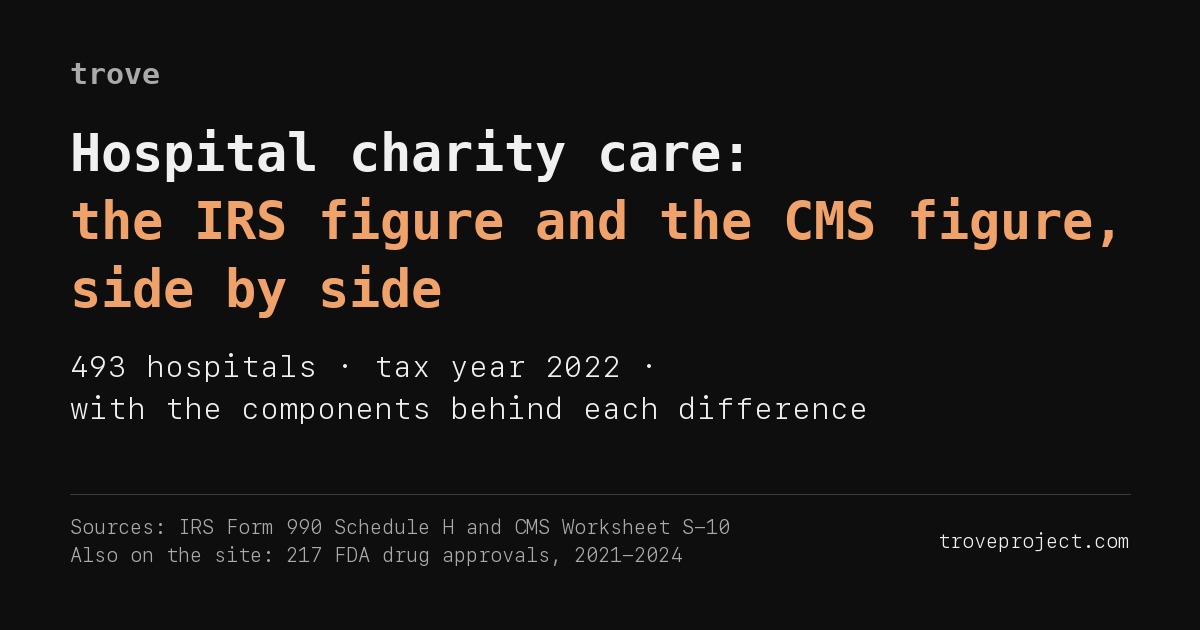 trove
Hospital charity care:
the IRS figure and the CMS figure,
side by side
493 hospitals · tax year 2022 ·
with the components behind each difference
Sources: IRS Form 990 Schedule H and CMS Worksheet S–10
Also on the site: 217 FDA drug approvals, 2021–2024
troveproject.com